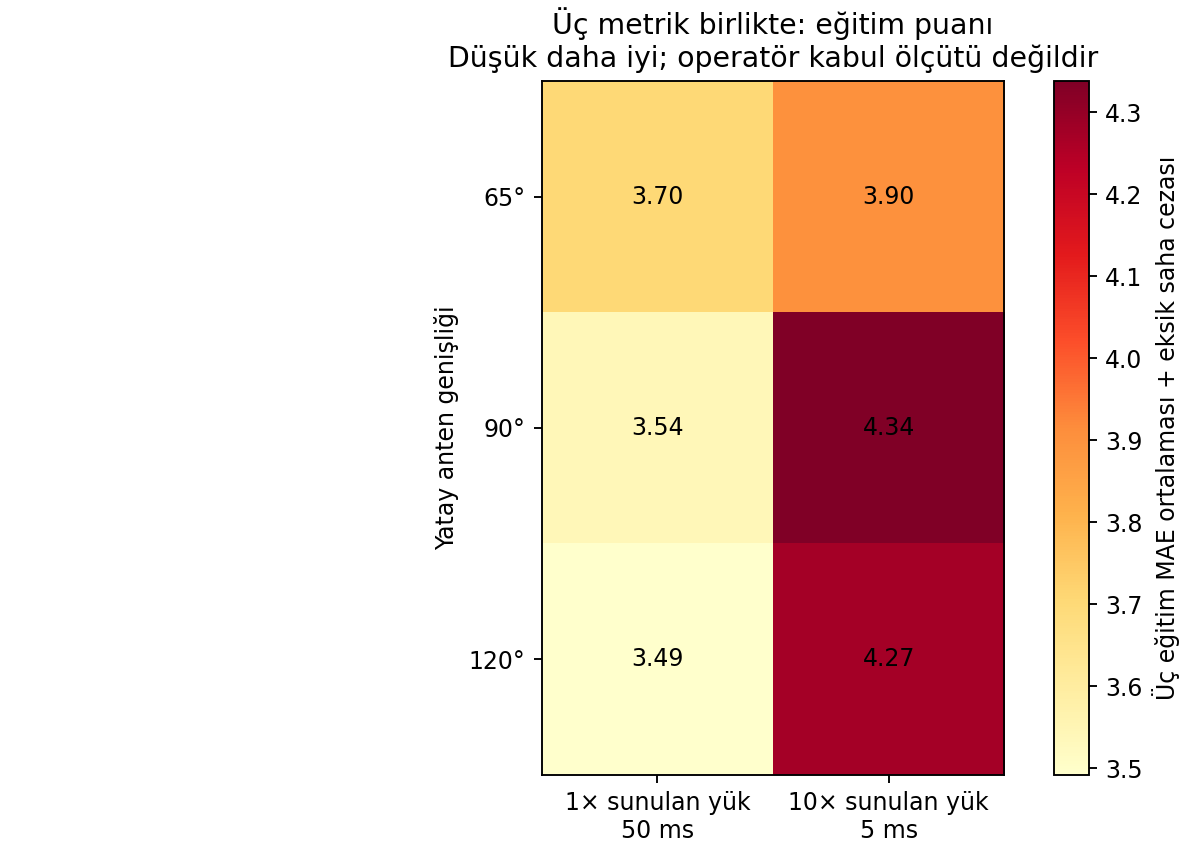 Üç metrik birlikte: eğitim puanı
Düşük daha iyi; operatör kabul ölçütü değildir
Yatay anten genişliği
65°
3.70
3.90
90°
3.54
4.34
120°
3.49
4.27
1× sunulan yük
50 ms
10× sunulan yük
5 ms
4.3
4.2
4.1
4.0
3.9
3.8
3.7
3.6
3.5
Üç eğitim MAE ortalaması + eksik saha cezası